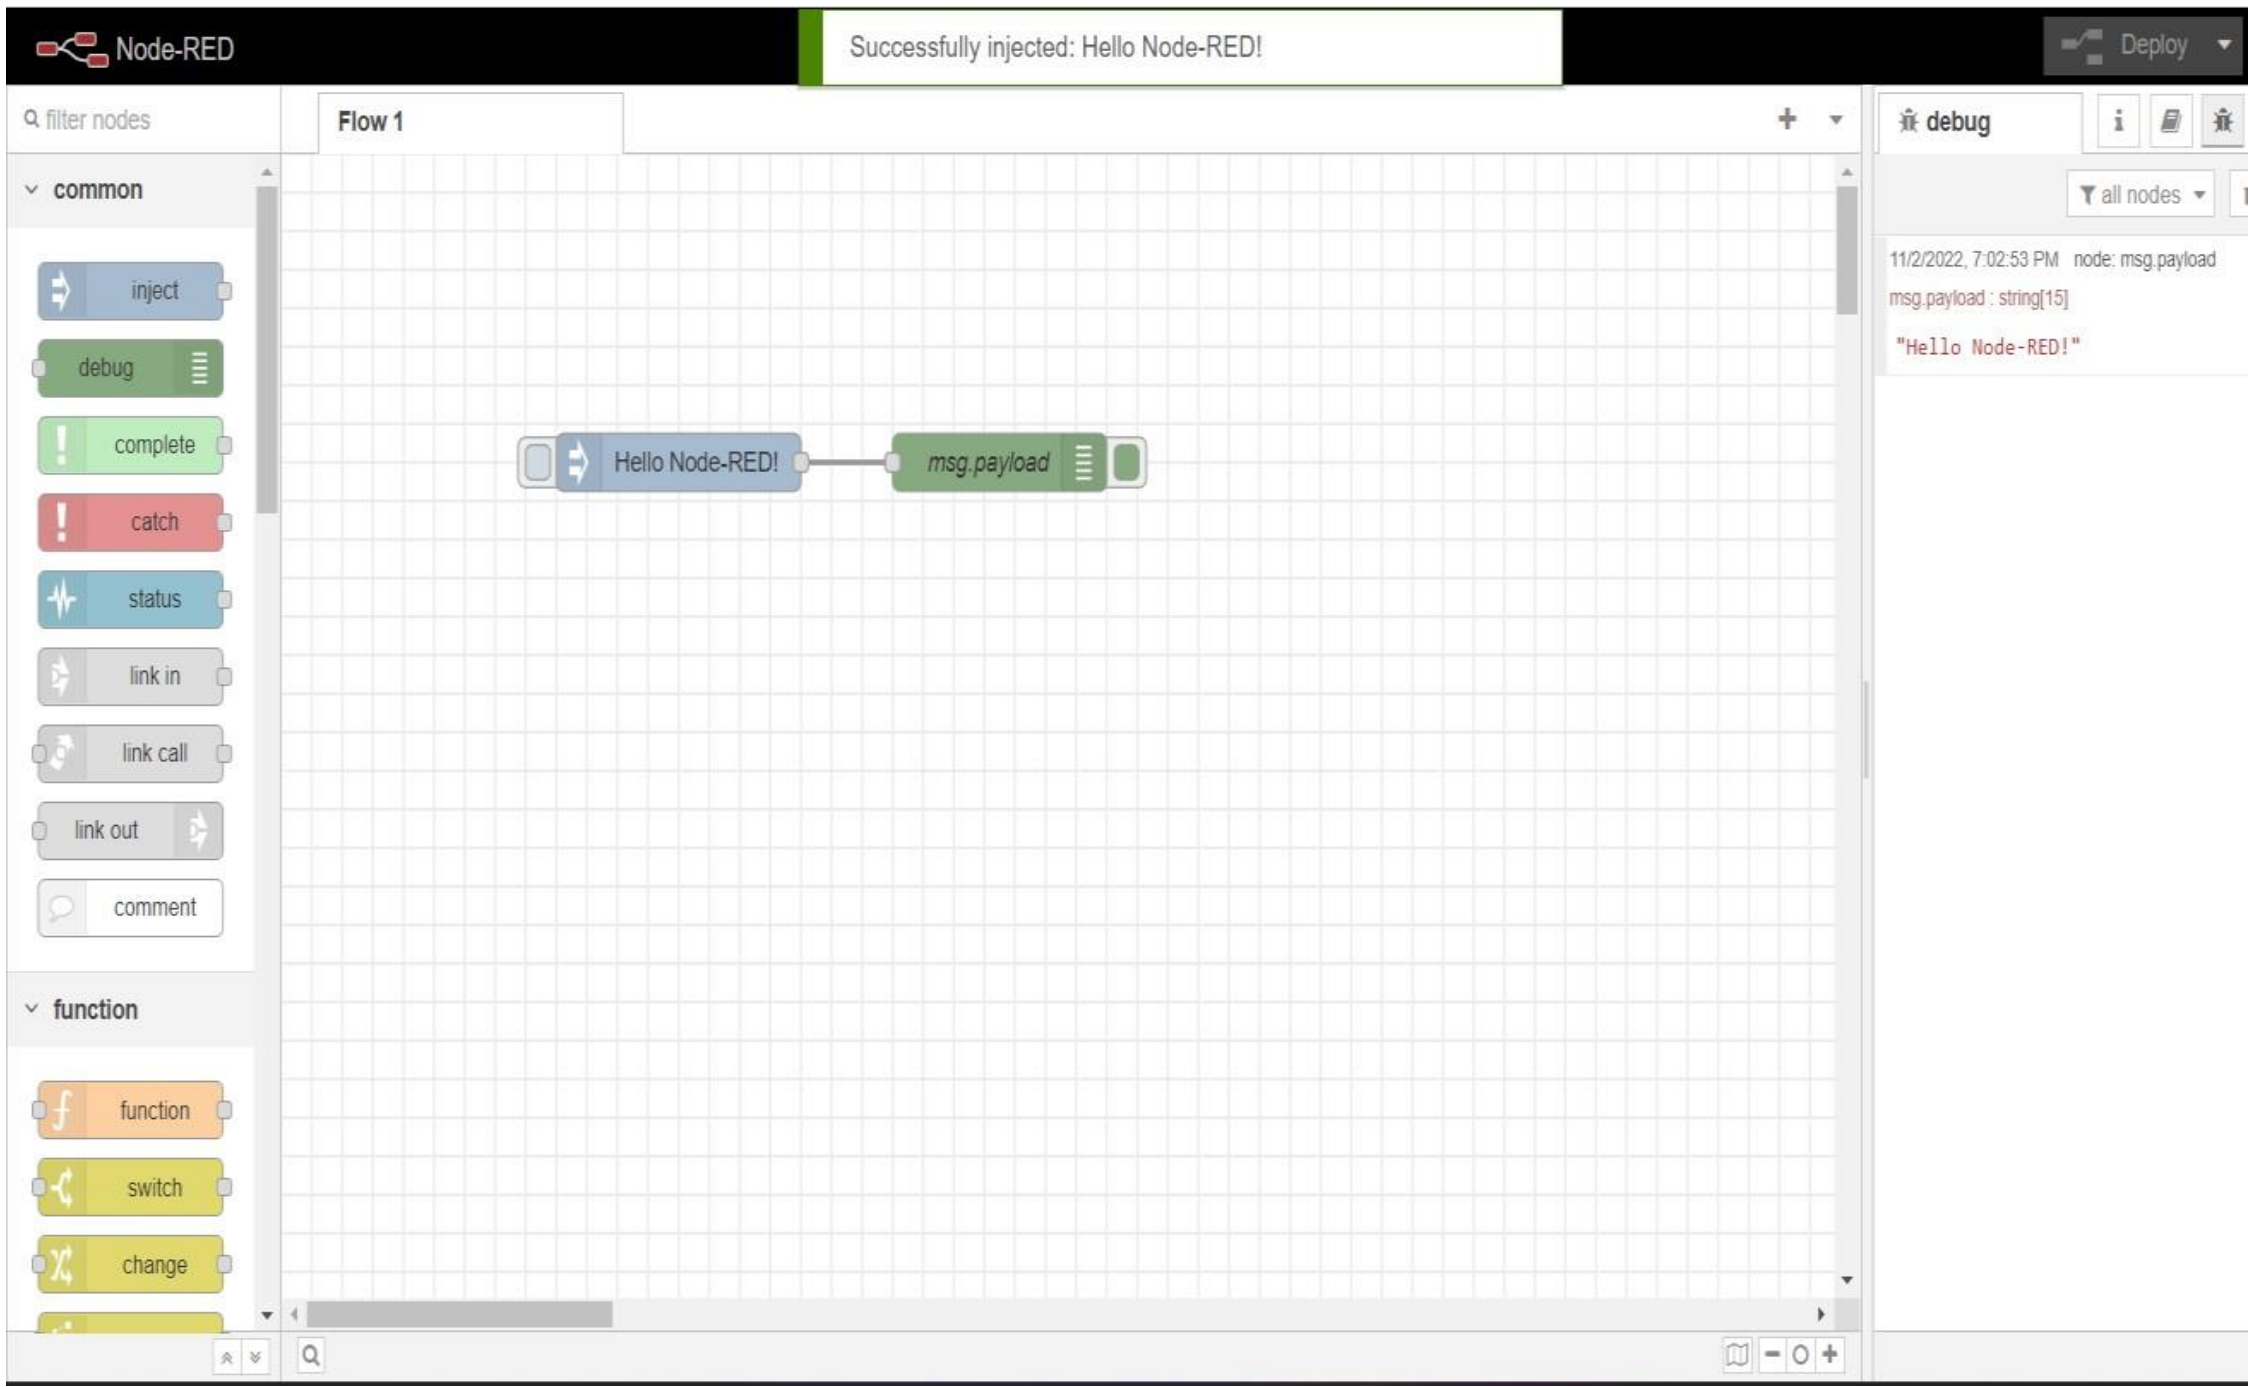 Node-RED
Successfully injected: Hello Node-RED!
Deploy
filter nodes
Flow 1
debug
i
common
all nodes
11/2/2022, 7:02:53 PM node: msg.payload
msg.payload : string[15]
"Hello Node-RED!"
inject
debug
complete
catch
status
link in
link call
link out
comment
Hello Node-RED!
msg.payload
function
function
switch
change